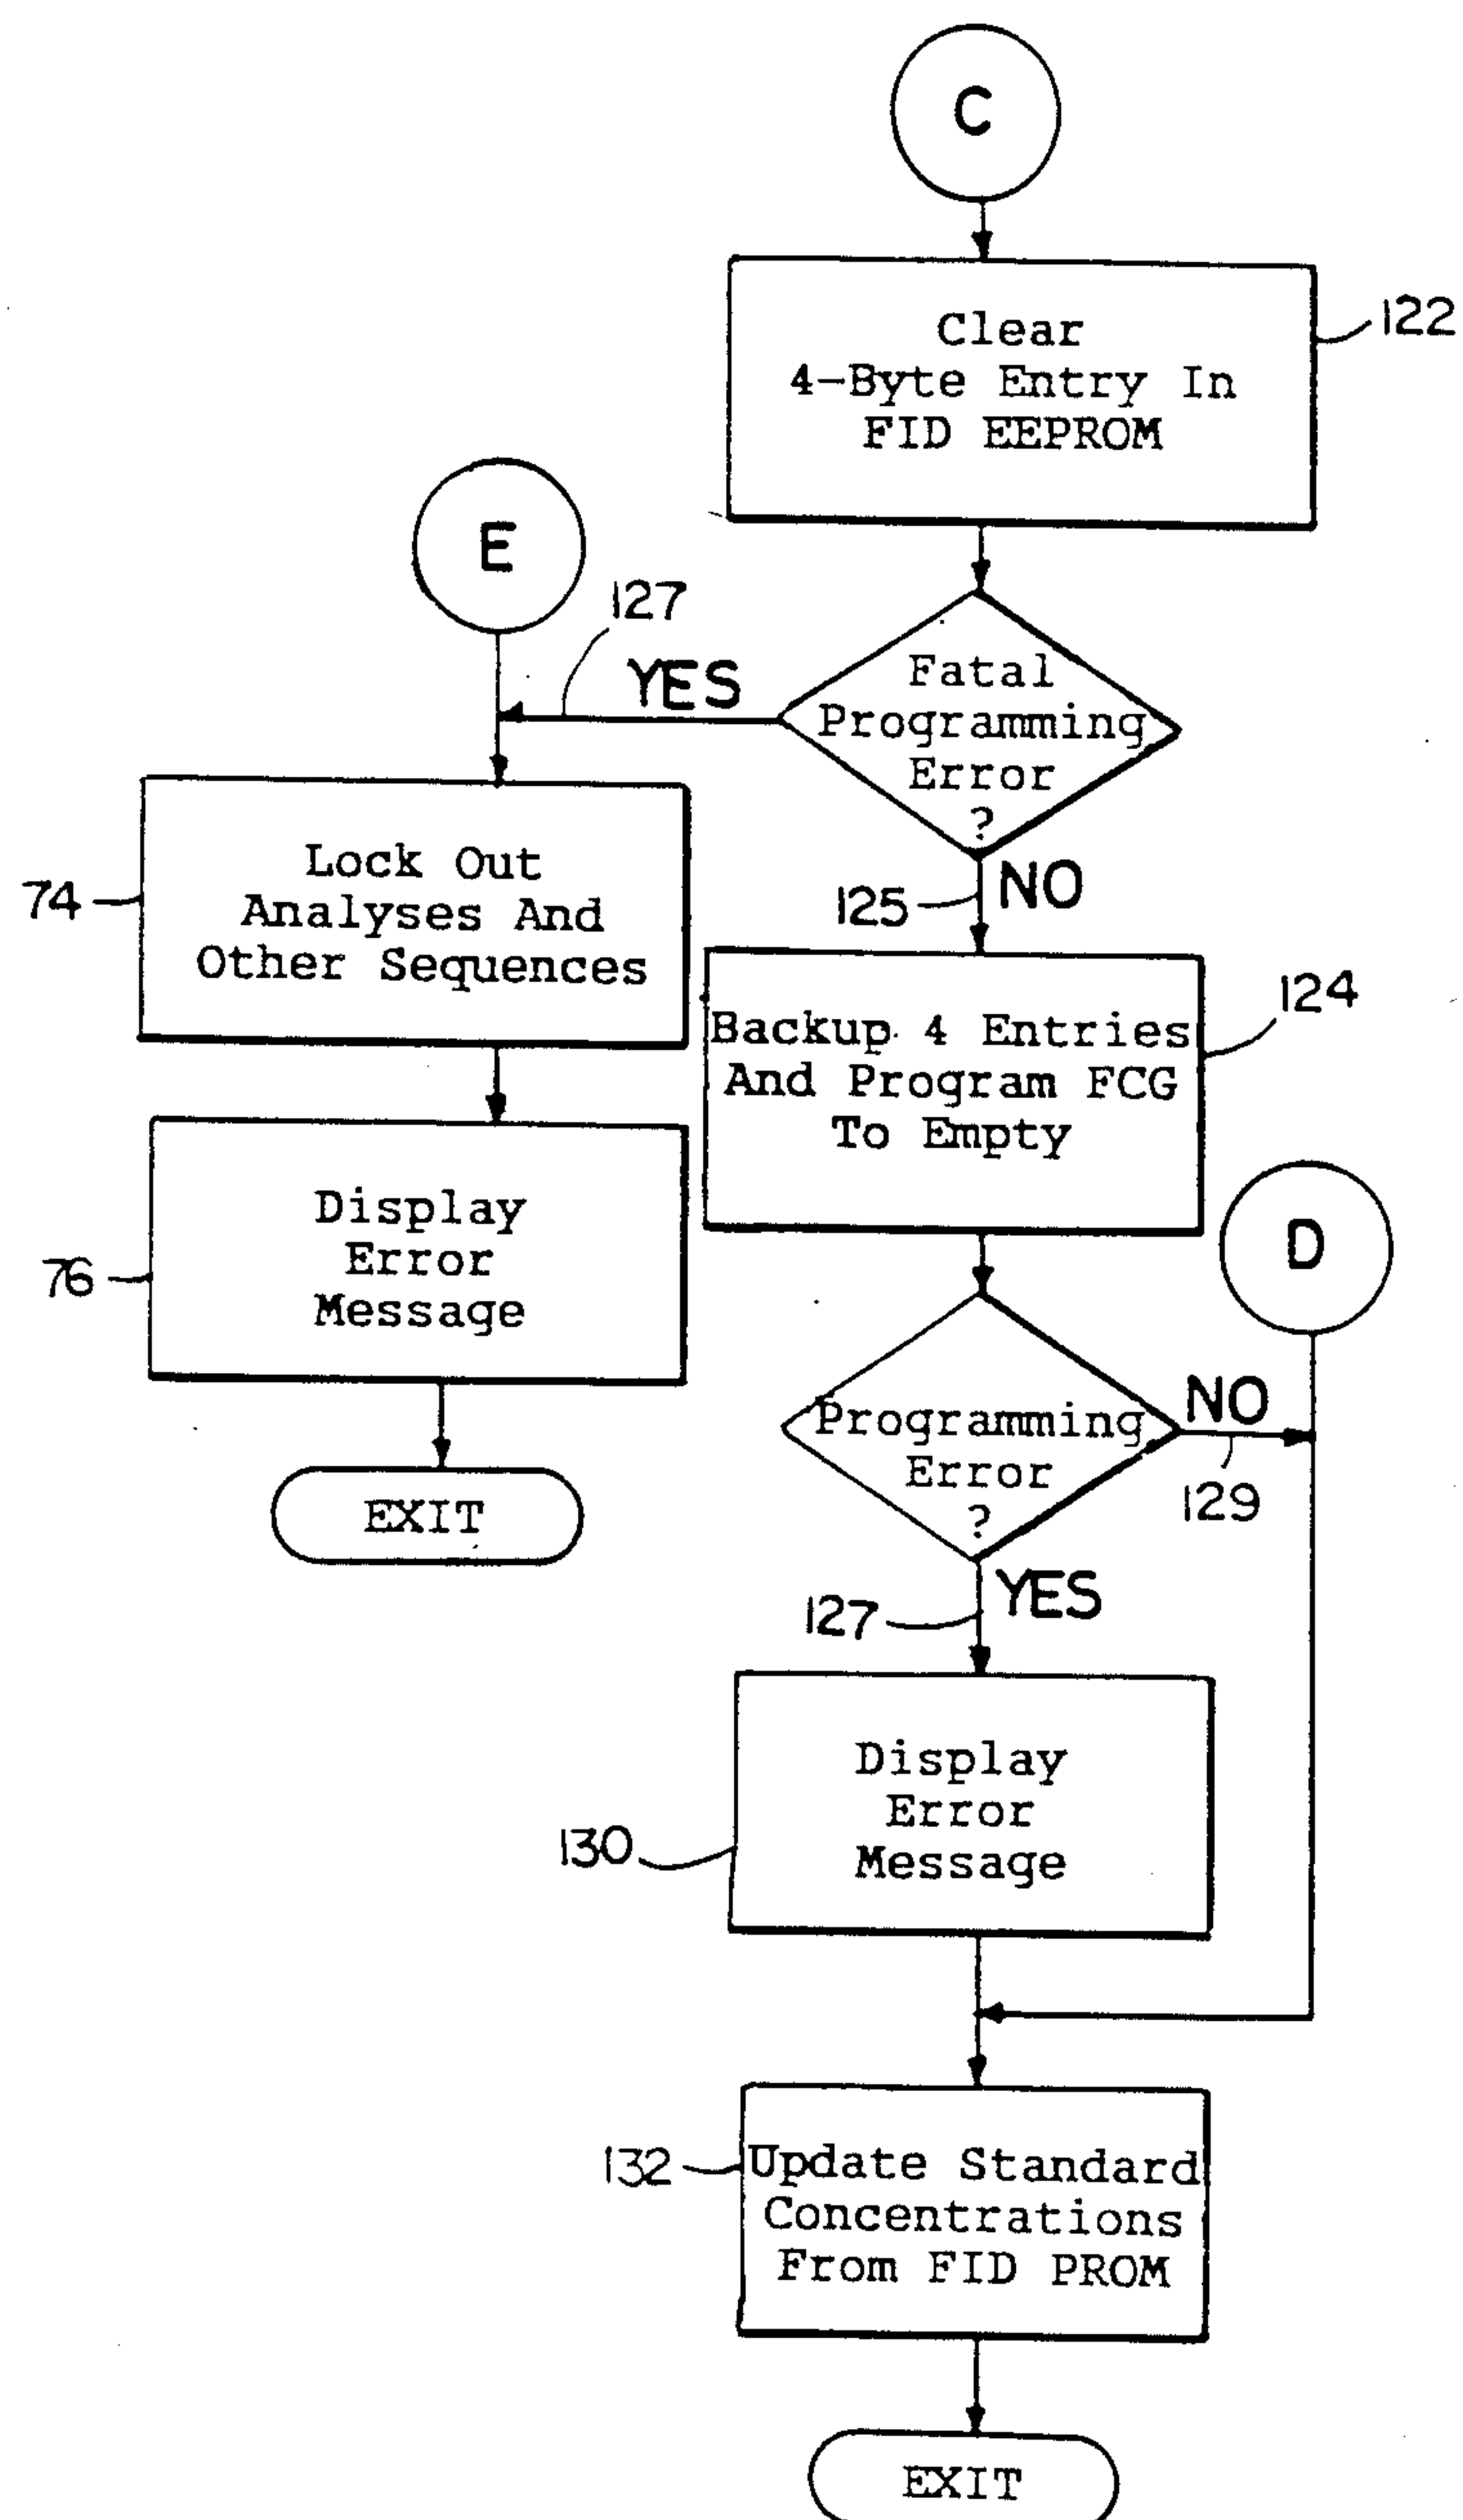 C
Clear
4-Byte Entry In
FID EEPROM
122
E
127
YES
Fatal
Programming
Error
?
NO
125
Lock Out
Analyses And
Other Sequences
74
Backup 4 Entries
And Program FCG
To Empty
124
Display
Error
Message
76
D
Programming
Error
?
NO
129
EXIT
YES
127
Display
Error
Message
130
Update Standard
Concentrations
From FID PROM
132
EXIT